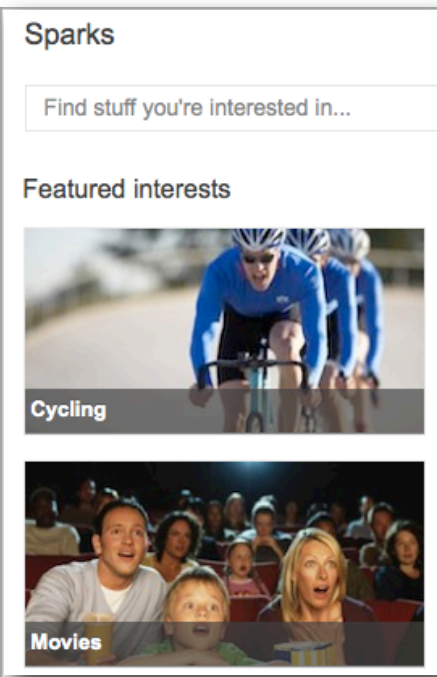 Sparks
Find stuff you're interested in...
Featured interests
Cycling
Movies